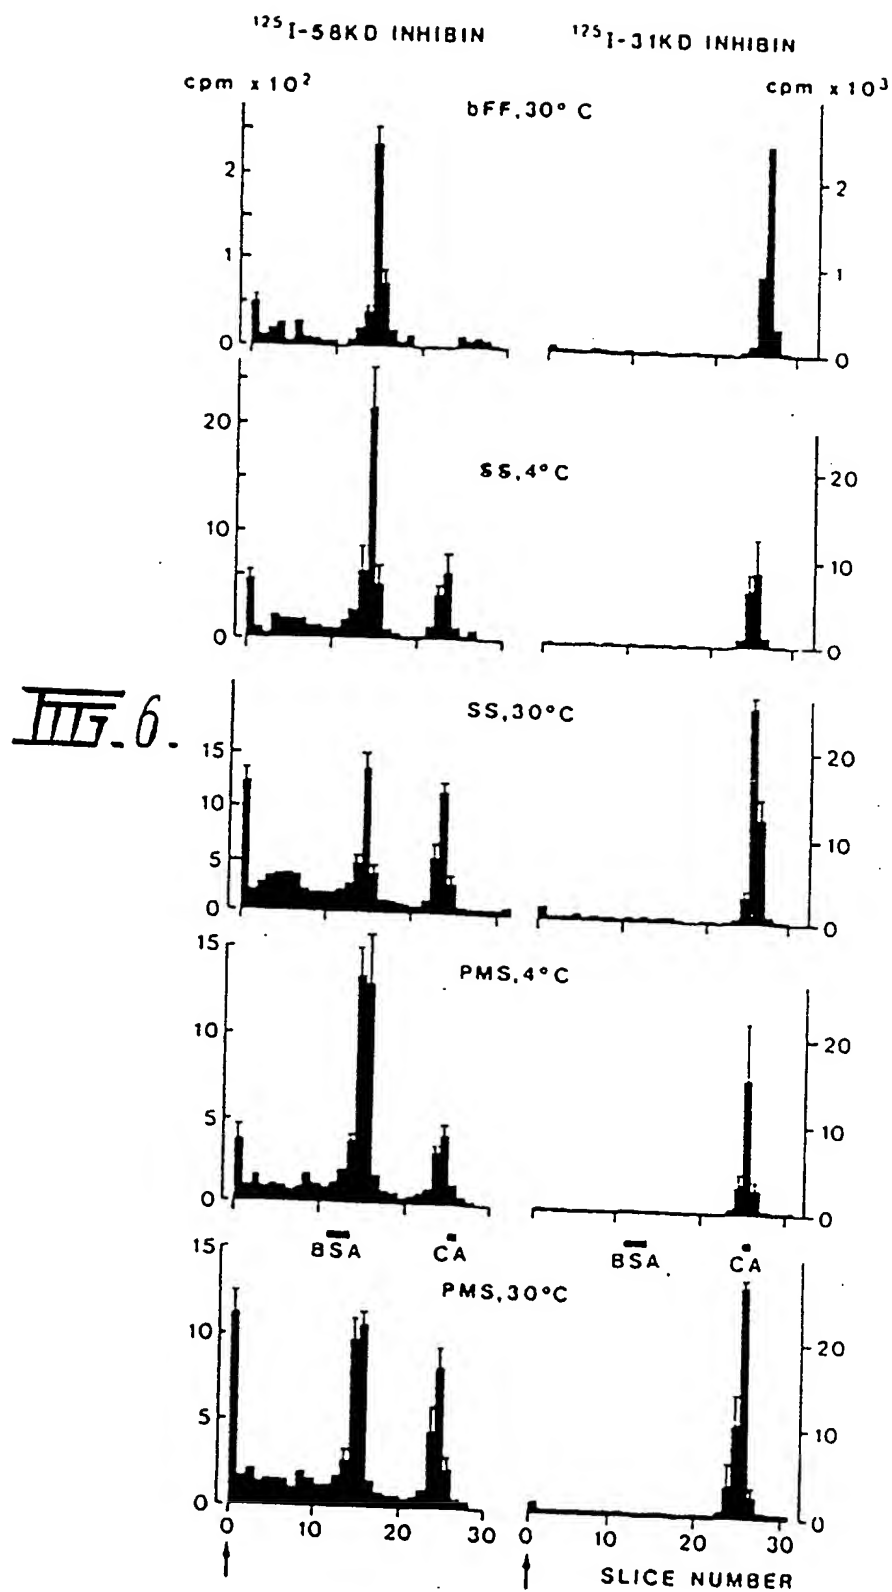 ¹²⁵I-58KD INHIBIN ¹²⁵I-31KD INHIBIN
cpm x 10² cpm x 10³
bFF, 30° C
2 2
1 1
0 0
SS, 4°C
20 20
10 10
0 0
FIG. 6.
SS, 30°C
15 20
10 10
5
0 0
PMS, 4°C
15 20
10 10
5
0 0
BSA CA BSA CA
PMS, 30°C
15 20
10 10
5
0 0
0 10 20 30 0 10 20 30
SLICE NUMBER